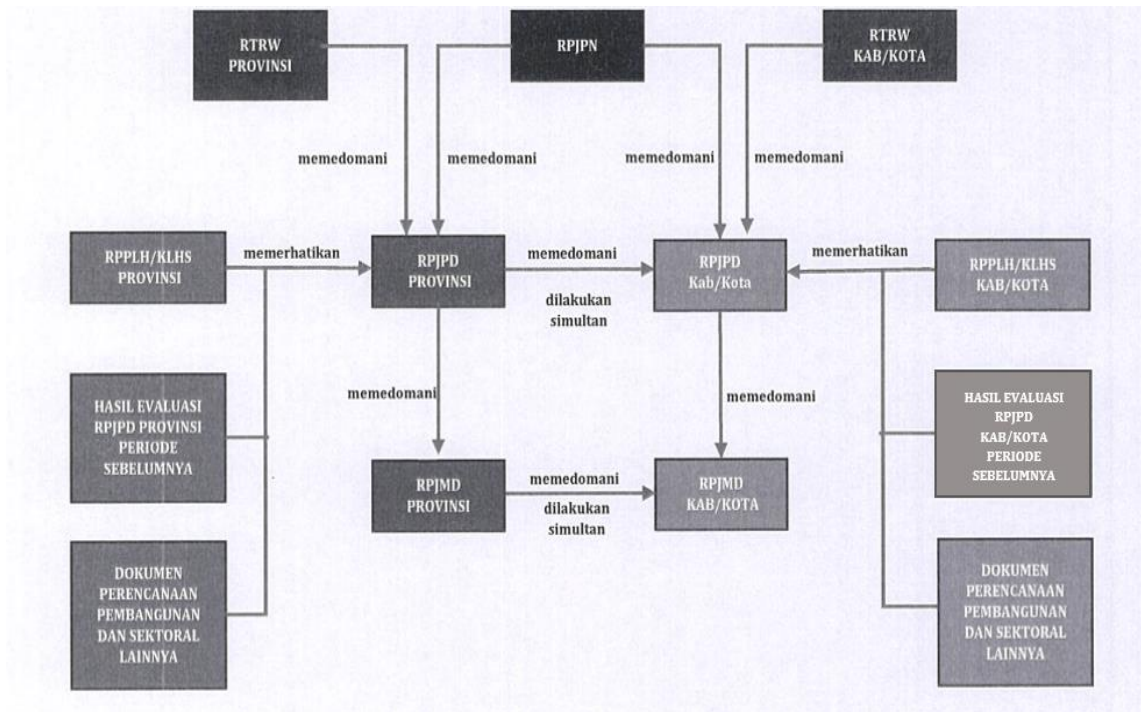 RTRW
PROVINSI
RPJPN
RTRW
KAB/KOTA
memedomani
memedomani
memedomani
memedomani
RPPLH/KLHS
PROVINSI
memerhatikan
RPJPD
PROVINSI
memedomani
dilakukan
simultan
RPJPD
Kab/Kota
memerhatikan
RPPLH/KLHS
KAB/KOTA
HASIL EVALUASI
RPJPD PROVINSI
PERIODE
SEBELUMNYA
memedomani
memedomani
HASIL EVALUASI
RPJPD
KAB/KOTA
PERIODE
SEBELUMNYA
RPJMD
PROVINSI
memedomani
dilakukan
simultan
RPJMD
KAB/KOTA
DOKUMEN
PERENCANAAN
PEMBANGUNAN
DAN SEKTORAL
LAINNYA
DOKUMEN
PERENCANAAN
PEMBANGUNAN
DAN SEKTORAL
LAINNYA